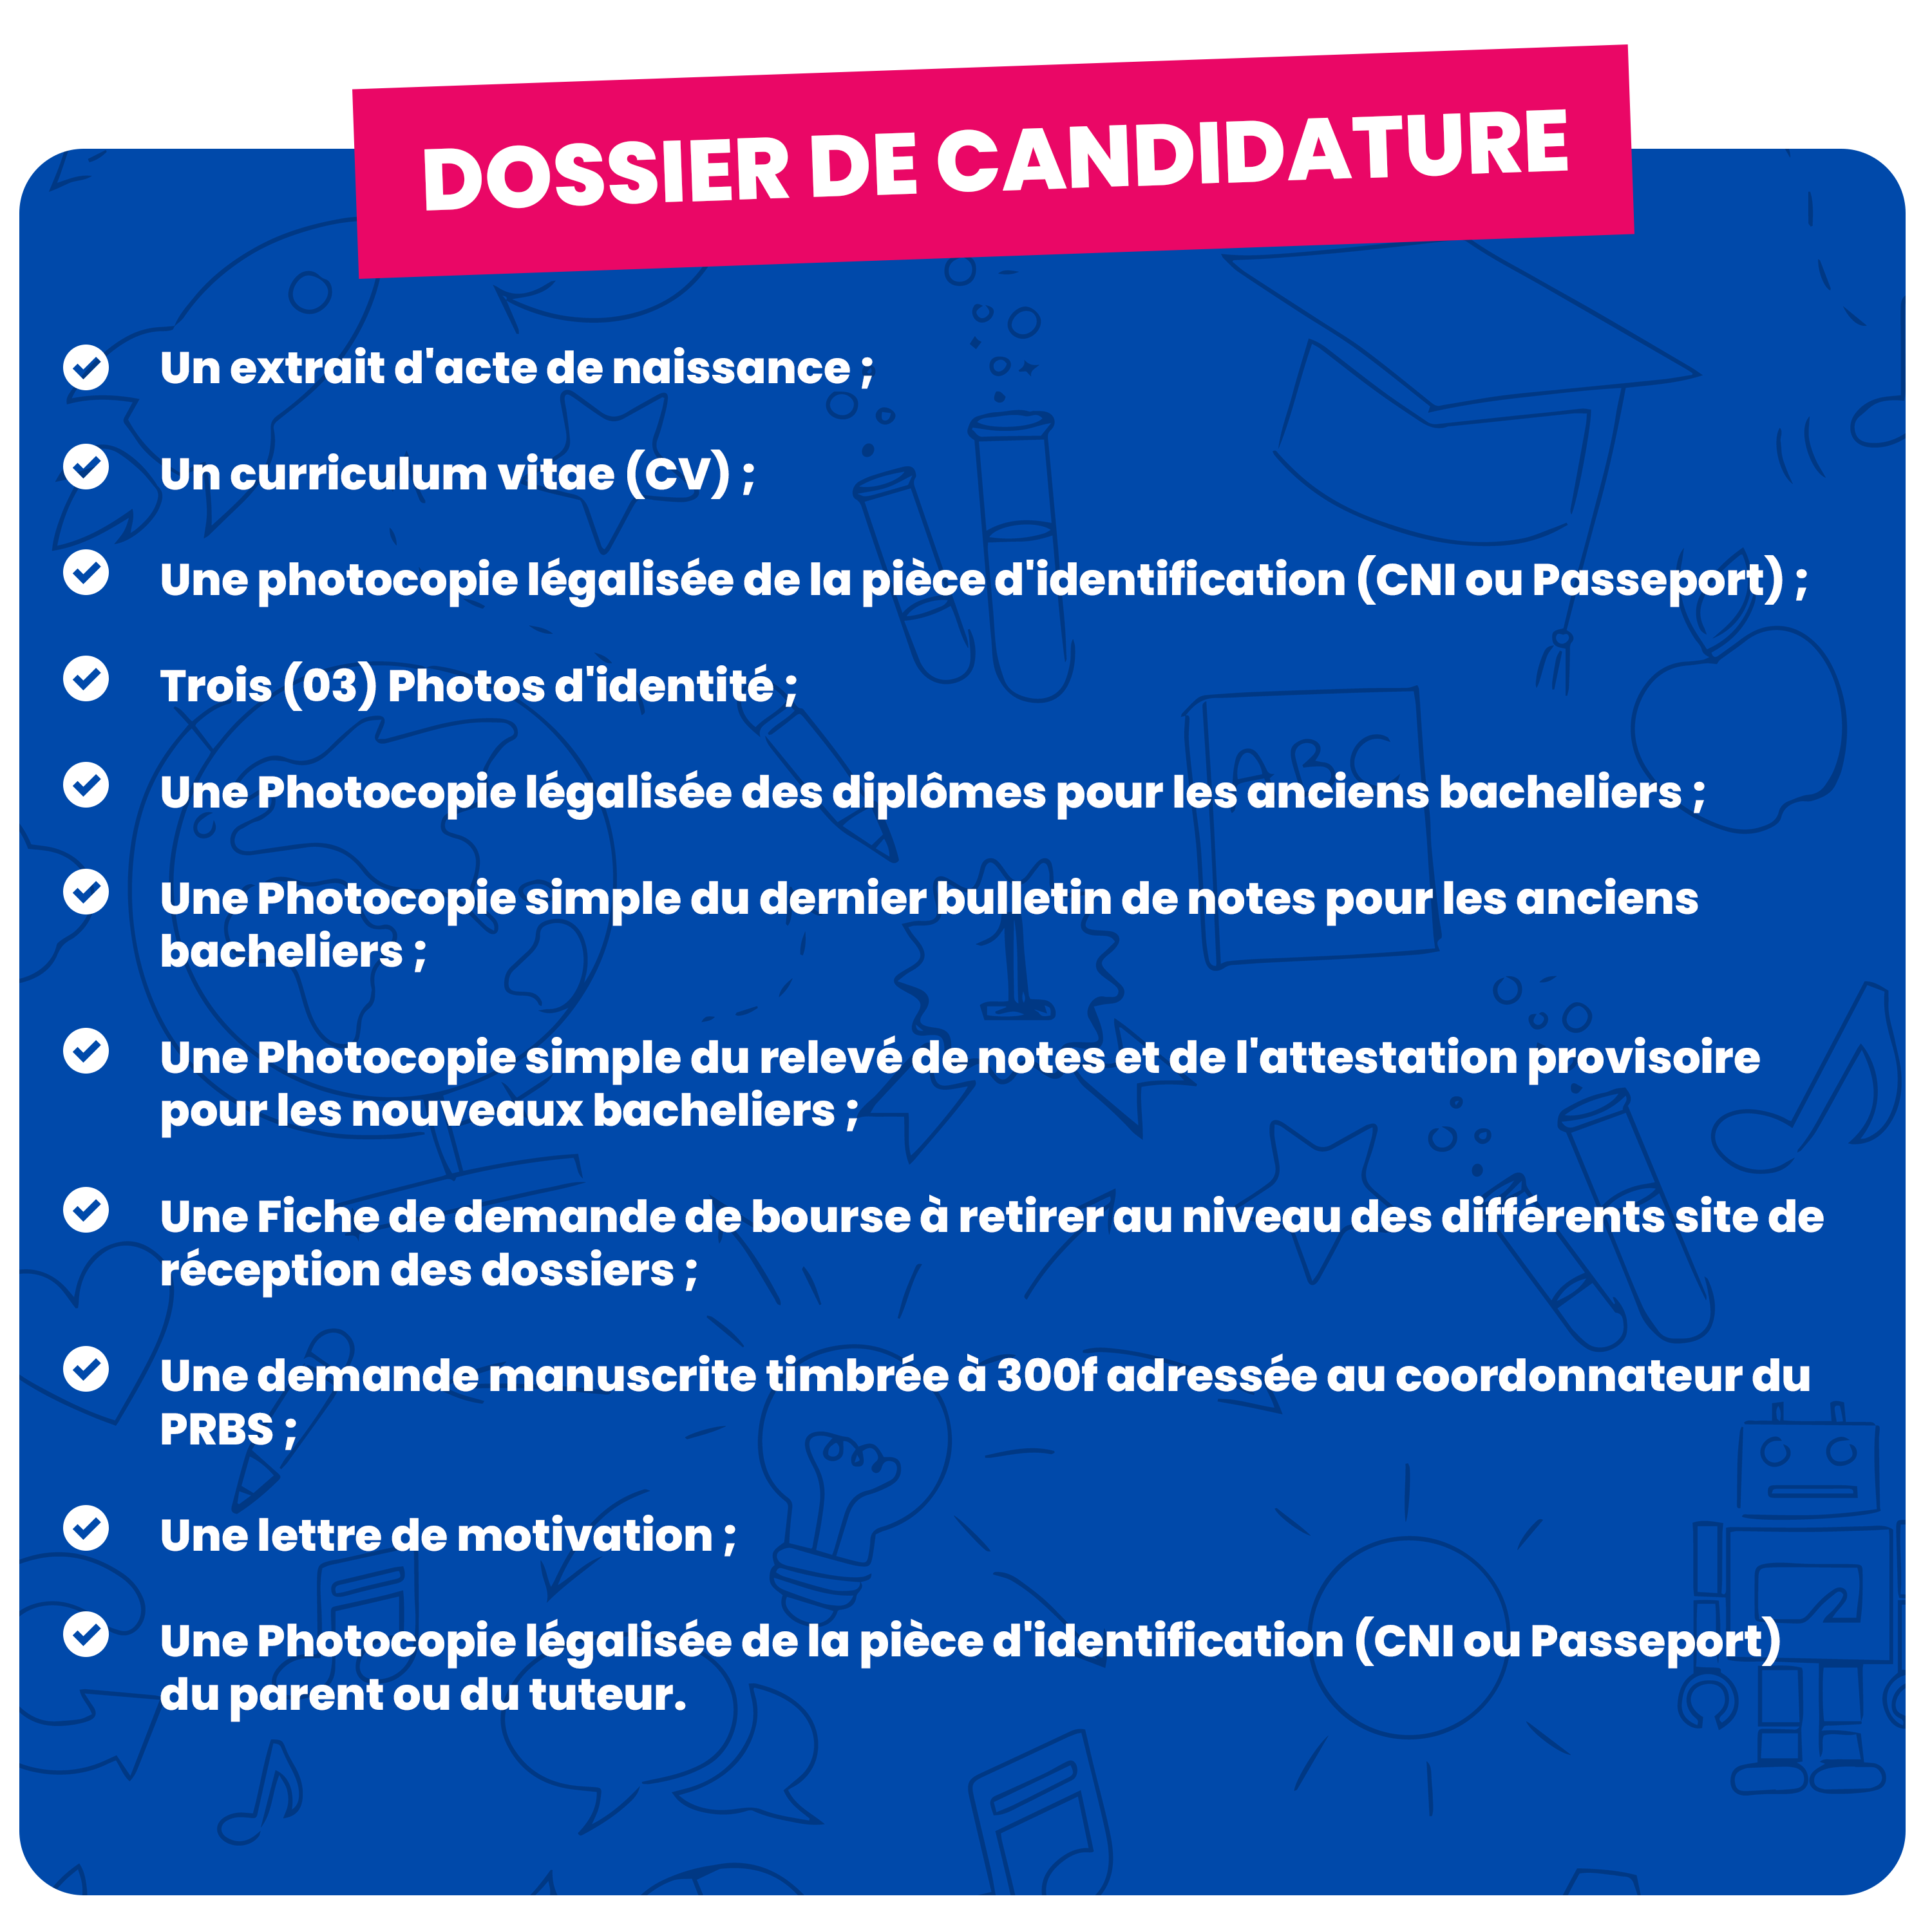 DOSSIER DE CANDIDATURE
Un extrait d'acte de naissance ;
Un curriculum vitae (CV) ;
Une photocopie légalisée de la pièce d'identification (CNI ou Passeport) ;
Trois (03) Photos d'identité ;
Une Photocopie légalisée des diplômes pour les anciens bacheliers ;
Une Photocopie simple du dernier bulletin de notes pour les anciens
bacheliers ;
Une Photocopie simple du relevé de notes et de l'attestation provisoire
pour les nouveaux bacheliers ;
Une Fiche de demande de bourse à retirer au niveau des différents site de
réception des dossiers ;
Une demande manuscrite timbrée à 300f adressée au coordonnateur du
PRBS ;
Une lettre de motivation ;
Une Photocopie légalisée de la pièce d'identification (CNI ou Passeport)
du parent ou du tuteur.
ABC
1